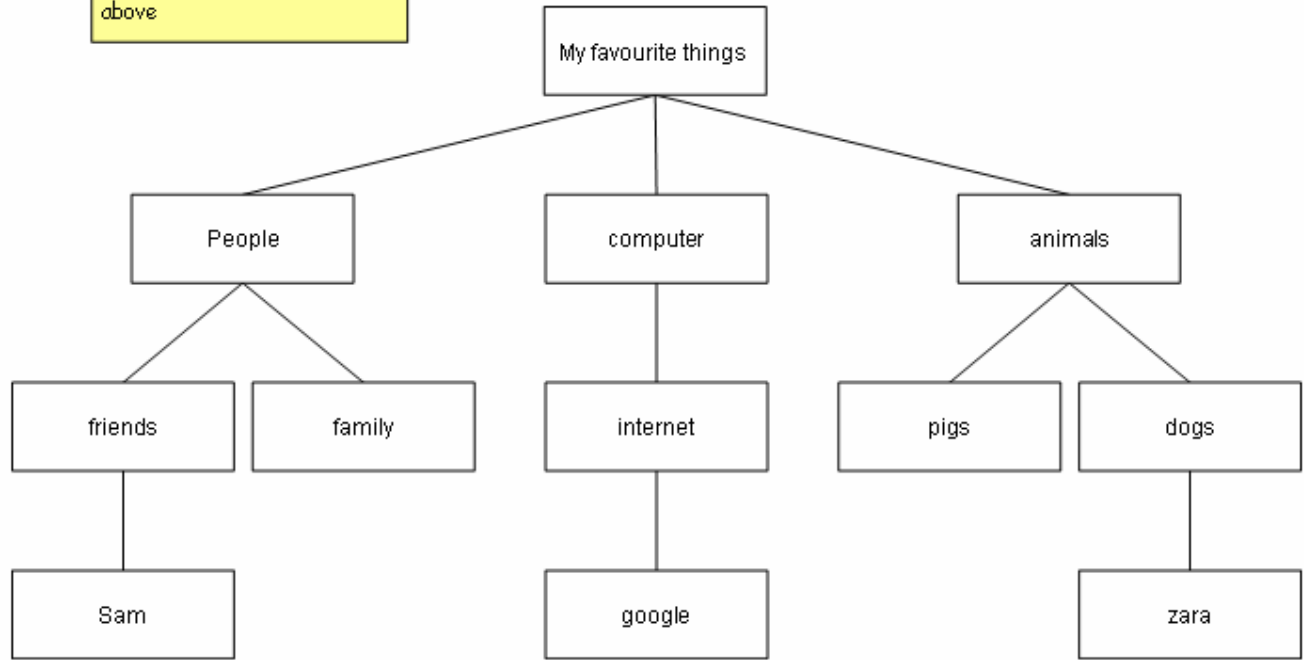 above
My favourite things
People
computer
animals
friends
family
internet
pigs
dogs
Sam
google
zara